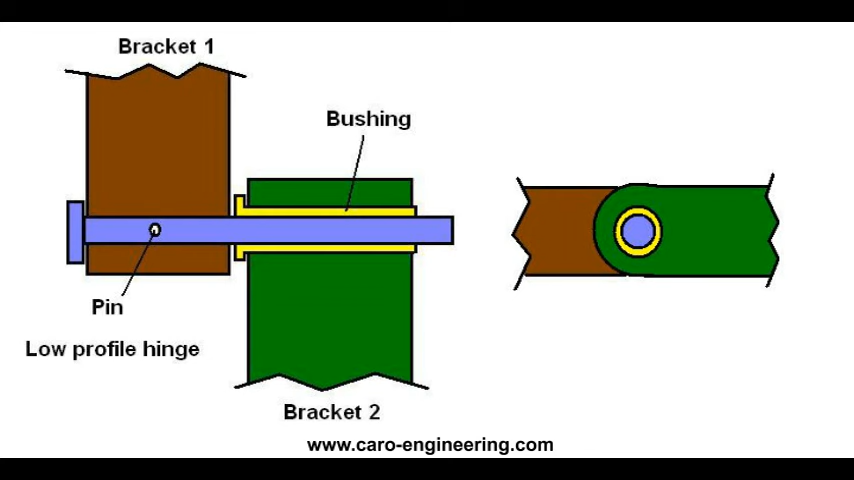 Bracket 1
Bushing
Pin
Low profile hinge
Bracket 2
www.caro-engineering.com